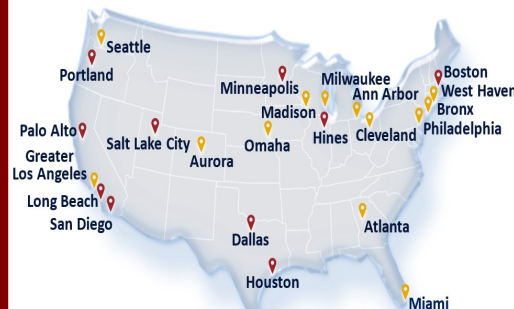 Seattle
Portland
Minneapolis
Milwaukee
Ann Arbor
Boston
West Haven
Madison
Bronx
Palo Alto
Salt Lake City
Omaha
Hines
Cleveland
Philadelphia
Aurora
Greater
Los Angeles
Long Beach
San Diego
Dallas
Atlanta
Houston
Miami